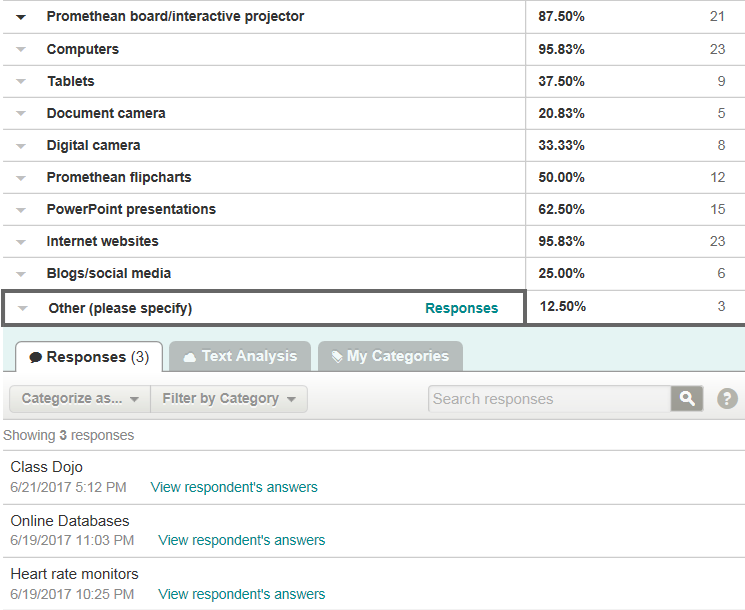 Promethean board/interactive projector 87.50% 21
Computers 95.83% 23
Tablets 37.50% 9
Document camera 20.83% 5
Digital camera 33.33% 8
Promethean flipcharts 50.00% 12
PowerPoint presentations 62.50% 15
Internet websites 95.83% 23
Blogs/social media 25.00% 6
Other (please specify) Responses 12.50% 3
Responses (3) Text Analysis My Categories
Categorize as... Filter by Category Search responses ?
Showing 3 responses
Class Dojo
6/21/2017 5:12 PM View respondent's answers
Online Databases
6/19/2017 11:03 PM View respondent's answers
Heart rate monitors
6/19/2017 10:25 PM View respondent's answers